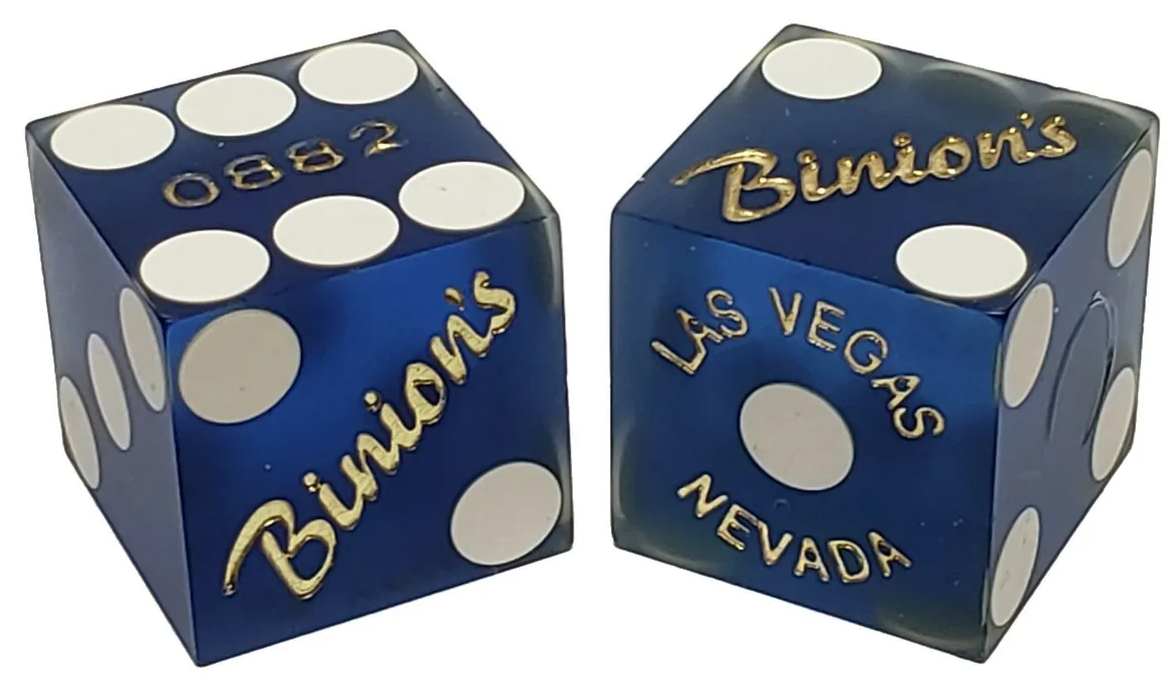 0882
Binion's
Binion's
LAS VEGAS
NEVADA